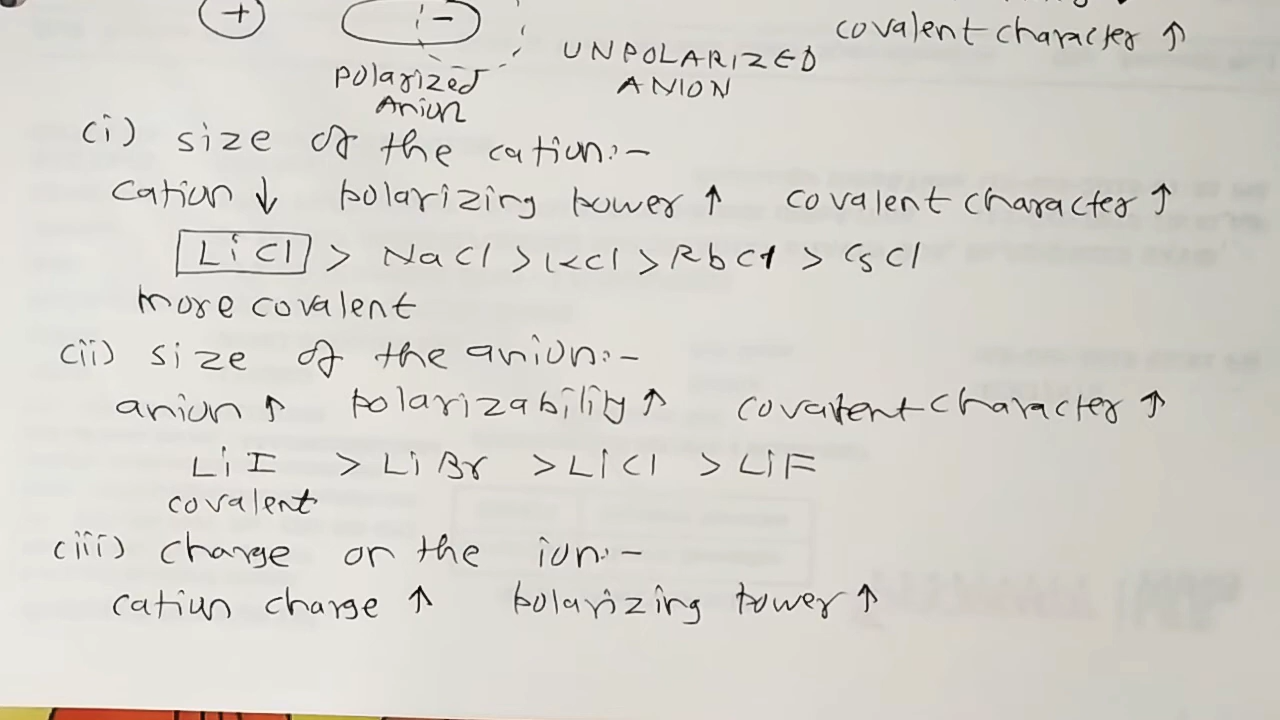 + -
covalent character ↑
UNPOLARIZED
ANION
polarized
Anion
(i) size of the cation:-
cation ↓ polarizing power ↑ covalent character ↑
LiCl > NaCl > KCl > RbCl > CsCl
more covalent
(ii) size of the anion:-
anion ↑ polarizability ↑ covalent character ↑
LiI > LiBr > LiCl > LiF
covalent
(iii) charge on the ion:-
cation charge ↑ polarizing power ↑